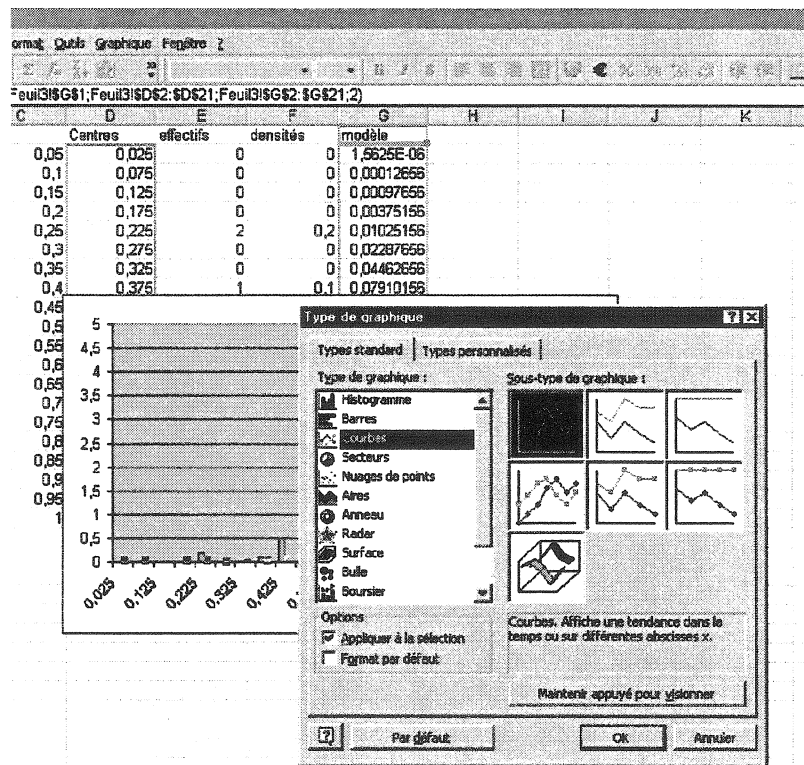 ormat Outils Graphique Fenêtre ?
Feuil3!$G$1;Feuil3!$D$2:$D$21;Feuil3!$G$2:$G$21;2)
C D E F G H I J K
Centres effectifs densités modèle
0,05 0,025 0 0 1,5625E-06
0,1 0,075 0 0 0,00012656
0,15 0,125 0 0 0,00097656
0,2 0,175 0 0 0,00375156
0,25 0,225 2 0,2 0,01025156
0,3 0,275 0 0 0,02287656
0,35 0,325 0 0 0,04462656
0,4 0,375 1 0,1 0,07910156
0,45
0,5
0,55
0,6
0,65
0,7
0,75
0,8
0,85
0,9
0,95
1
5
4,5
4
3,5
3
2,5
2
1,5
1
0,5
0
0,025 0,125 0,225 0,325 0,425
Type de graphique
Types standard Types personnalisés
Type de graphique :
Histogramme
Barres
Courbes
Secteurs
Nuages de points
Aires
Anneau
Radar
Surface
Bulle
Boursier
Options
Appliquer à la sélection
Format par défaut
Sous-type de graphique :
Courbes. Affiche une tendance dans le
temps ou sur différentes abscisses x.
Maintenir appuyé pour visionner
Par défaut OK Annuler